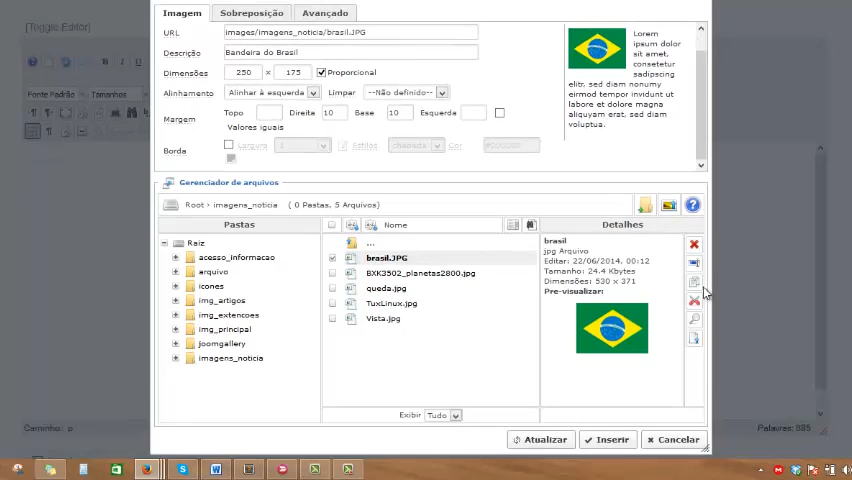 [Toggle Editor]
Imagem Sobreposição Avançado
URL images/imagens_noticia/brasil.JPG
Descrição Bandeira do Brasil
Dimensões 250 x 175 Proporcional
Alinhamento Alinhar à esquerda Limpar --Não definido--
Margem Topo Direita 10 Base 10 Esquerda
Valores iguais
Borda Largura 1 Estilos chapada Cor #000000
Lorem
ipsum dolor
sit amet,
consetetur
sadipscing
elitr, sed diam nonumy
eirmod tempor invidunt ut
labore et dolore magna
aliquyam erat, sed diam
voluptua.
Fonte Padrão Tamanhos
Gerenciador de arquivos
Root › imagens_noticia ( 0 Pastas, 5 Arquivos)
Pastas Nome Detalhes
Raiz
acesso_informacao
arquivo
icones
img_artigos
img_extencoes
img_principal
joomgallery
imagens_noticia
...
brasil.JPG
BXK3502_planetas2800.jpg
queda.jpg
TuxLinux.jpg
Vista.jpg
brasil
jpg Arquivo
Editar: 22/06/2014, 00:12
Tamanho: 24.4 Kbytes
Dimensões: 530 x 371
Pre-visualizar:
Exibir Tudo
Caminho: p Palavras: 885
Atualizar Inserir Cancelar